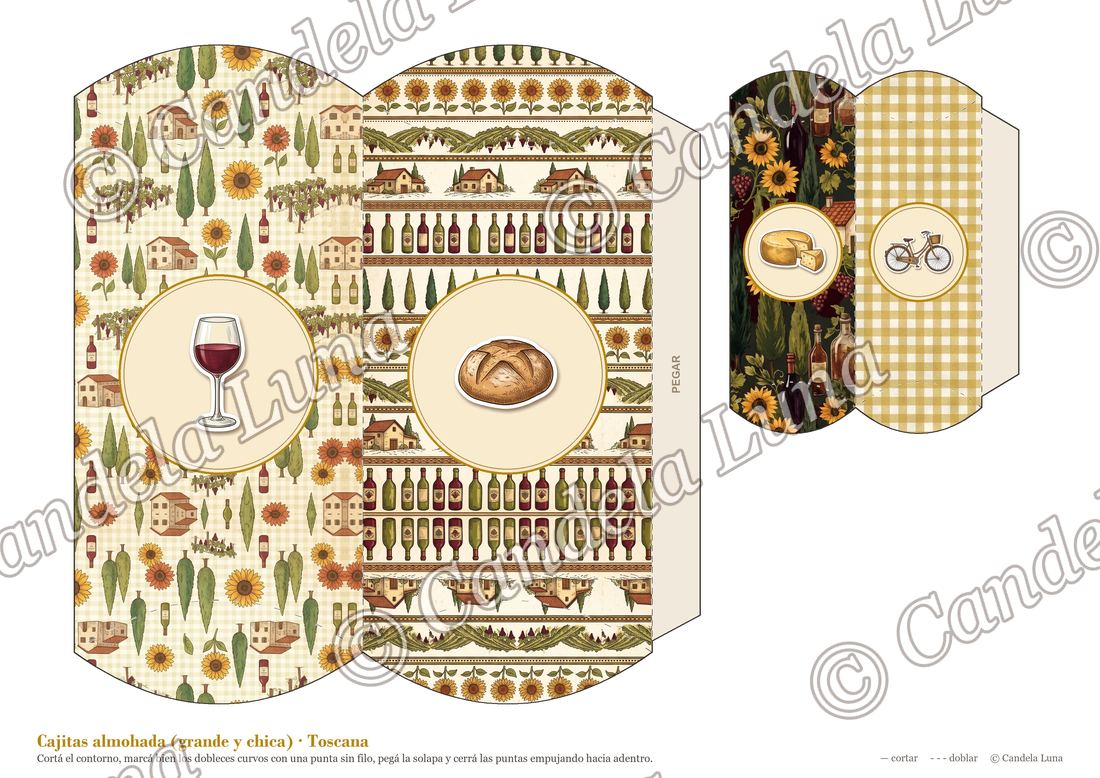 © Candela Luna
© Candela Luna
© Candela Luna
© Candela Luna
PEGAR
© Candela Luna
Cajitas almohada (grande y chica) · Toscana
Cortá el contorno, marcá bien los dobleces curvos con una punta sin filo, pegá la solapa y cerrá las puntas empujando hacia adentro.
— cortar - - - doblar © Candela Luna